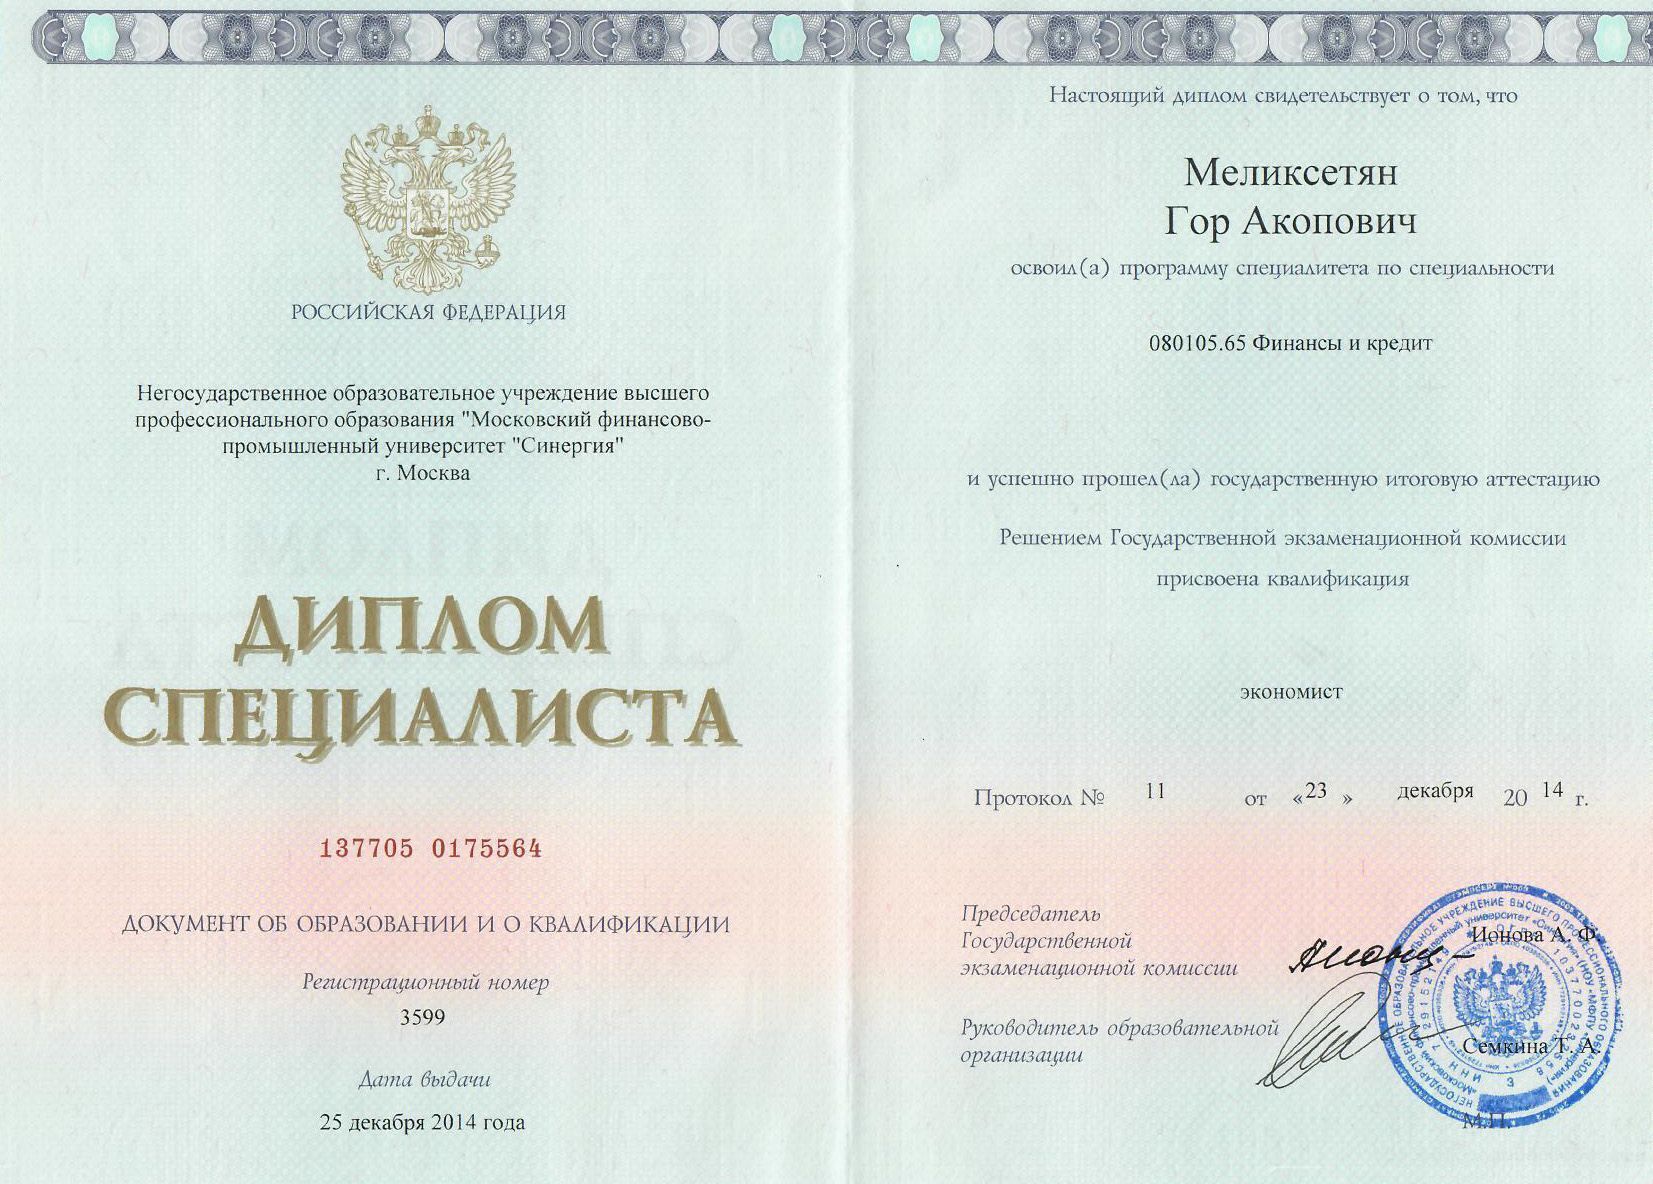 РОССИЙСКАЯ ФЕДЕРАЦИЯ
Негосударственное образовательное учреждение высшего
профессионального образования "Московский финансово-
промышленный университет "Синергия"
г. Москва
ДИПЛОМ
СПЕЦИАЛИСТА
137705 0175564
ДОКУМЕНТ ОБ ОБРАЗОВАНИИ И О КВАЛИФИКАЦИИ
Регистрационный номер
3599
Дата выдачи
25 декабря 2014 года
Настоящий диплом свидетельствует о том, что
Меликсетян
Гор Акопович
освоил(а) программу специалитета по специальности
080105.65 Финансы и кредит
и успешно прошел(ла) государственную итоговую аттестацию
Решением Государственной экзаменационной комиссии
присвоена квалификация
экономист
Протокол № 11 от «23» декабря 20 14 г.
Председатель
Государственной
экзаменационной комиссии
Ионова А. Ф.
Руководитель образовательной
организации
Семкина Т. А.
М.П.